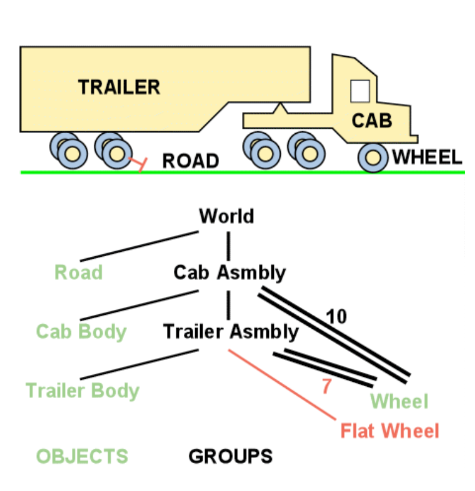 TRAILER
CAB
ROAD
WHEEL
World
Road
Cab Asmbly
10
Cab Body
Trailer Asmbly
7
Trailer Body
Wheel
Flat Wheel
OBJECTS GROUPS